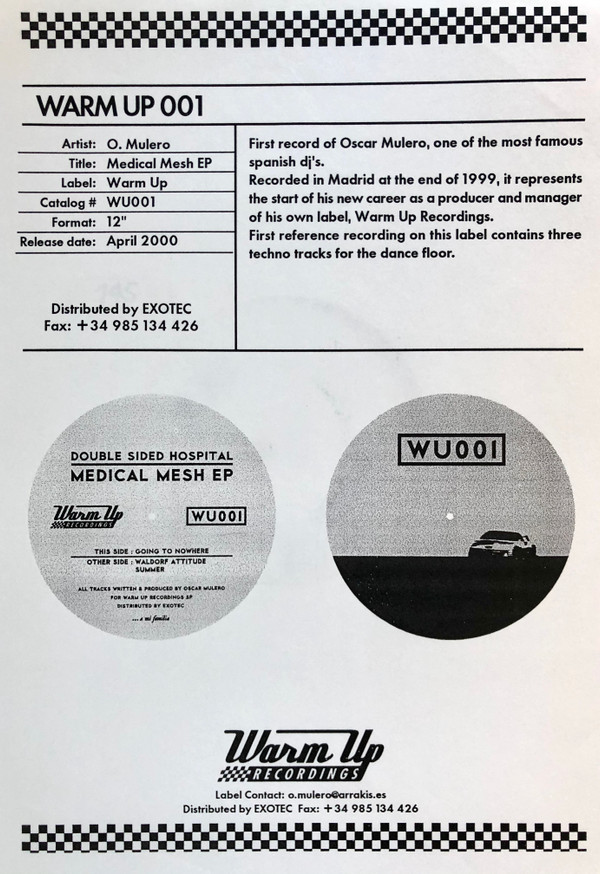 WARM UP 001
Artist: O. Mulero
Title: Medical Mesh EP
Label: Warm Up
Catalog # WU001
Format: 12"
Release date: April 2000
Distributed by EXOTEC
Fax: +34 985 134 426
First record of Oscar Mulero, one of the most famous
spanish dj's.
Recorded in Madrid at the end of 1999, it represents
the start of his new career as a producer and manager
of his own label, Warm Up Recordings.
First reference recording on this label contains three
techno tracks for the dance floor.
DOUBLE SIDED HOSPITAL
MEDICAL MESH EP
Warm Up
RECORDINGS
WU001
THIS SIDE : GOING TO NOWHERE
OTHER SIDE : WALDORF ATTITUDE
SUMMER
ALL TRACKS WRITTEN & PRODUCED BY OSCAR MULERO
FOR WARM UP RECORDINGS SP
DISTRIBUTED BY EXOTEC
... a mi familia
WU001
Warm Up
RECORDINGS
Label Contact: o.mulero@arrakis.es
Distributed by EXOTEC Fax: +34 985 134 426